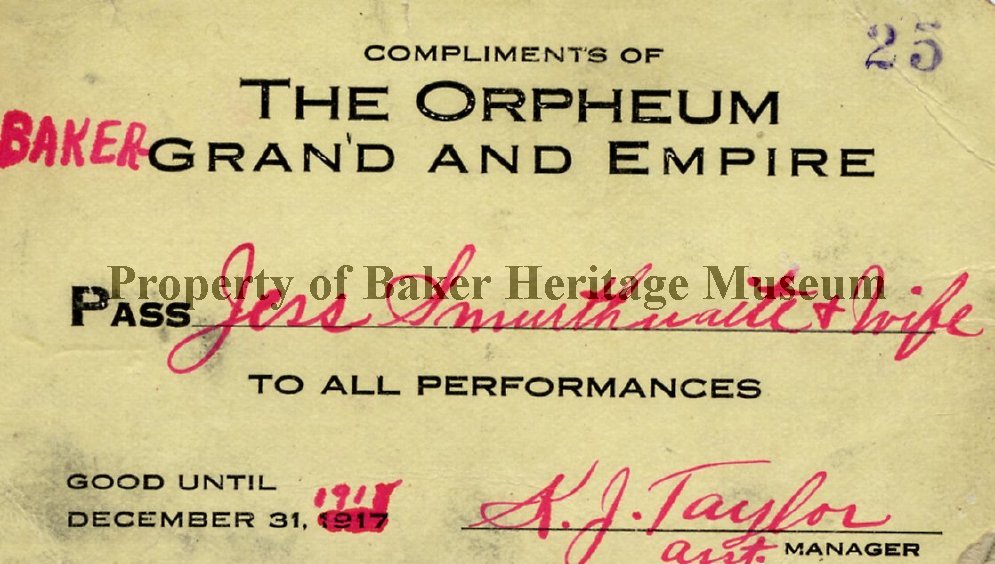 25
COMPLIMENTS OF
THE ORPHEUM
BAKER-GRAND AND EMPIRE
Property of Baker Heritage Museum
PASS Jess Smurthwaite & Wife
TO ALL PERFORMANCES
GOOD UNTIL
1918
DECEMBER 31, 1917
K. J. Taylor
asst. MANAGER